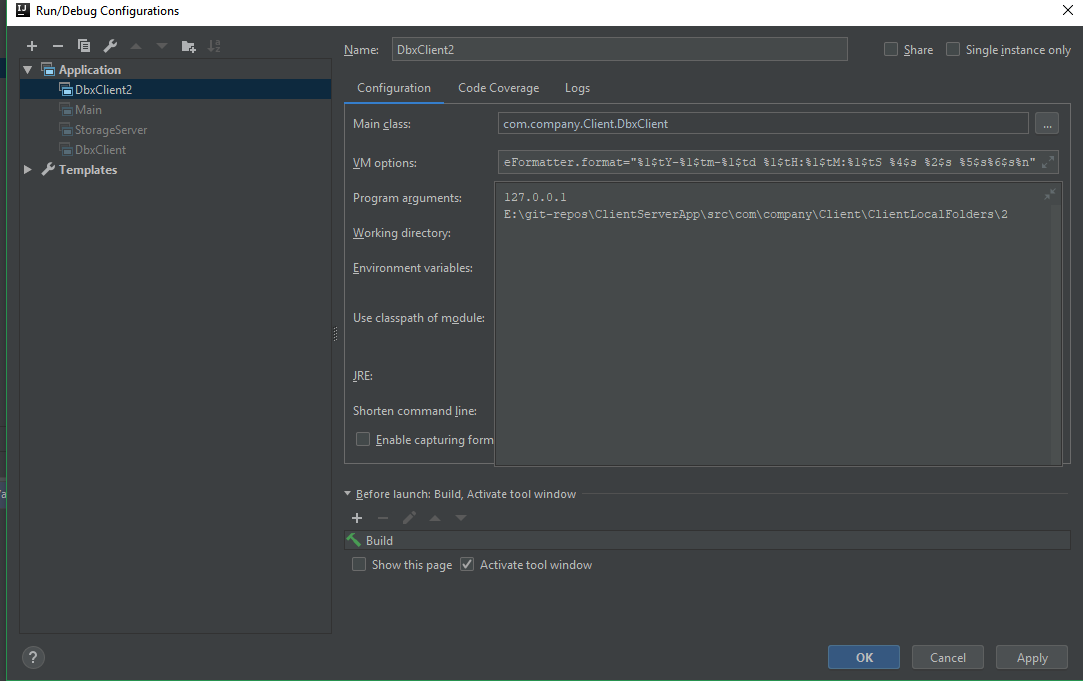 Run/Debug Configurations
Application
DbxClient2
Main
StorageServer
DbxClient
Templates
Name:
DbxClient2
Share
Single instance only
Configuration
Code Coverage
Logs
Main class:
com.company.Client.DbxClient
...
VM options:
eFormatter.format="%1$tY-%1$tm-%1$td %1$tH:%1$tM:%1$tS %4$s %2$s %5$s%6$s%n"
Program arguments:
127.0.0.1
E:\git-repos\ClientServerApp\src\com\company\Client\ClientLocalFolders\2
Working directory:
Environment variables:
Use classpath of module:
JRE:
Shorten command line:
Enable capturing form
Before launch: Build, Activate tool window
Build
Show this page
Activate tool window
?
OK
Cancel
Apply